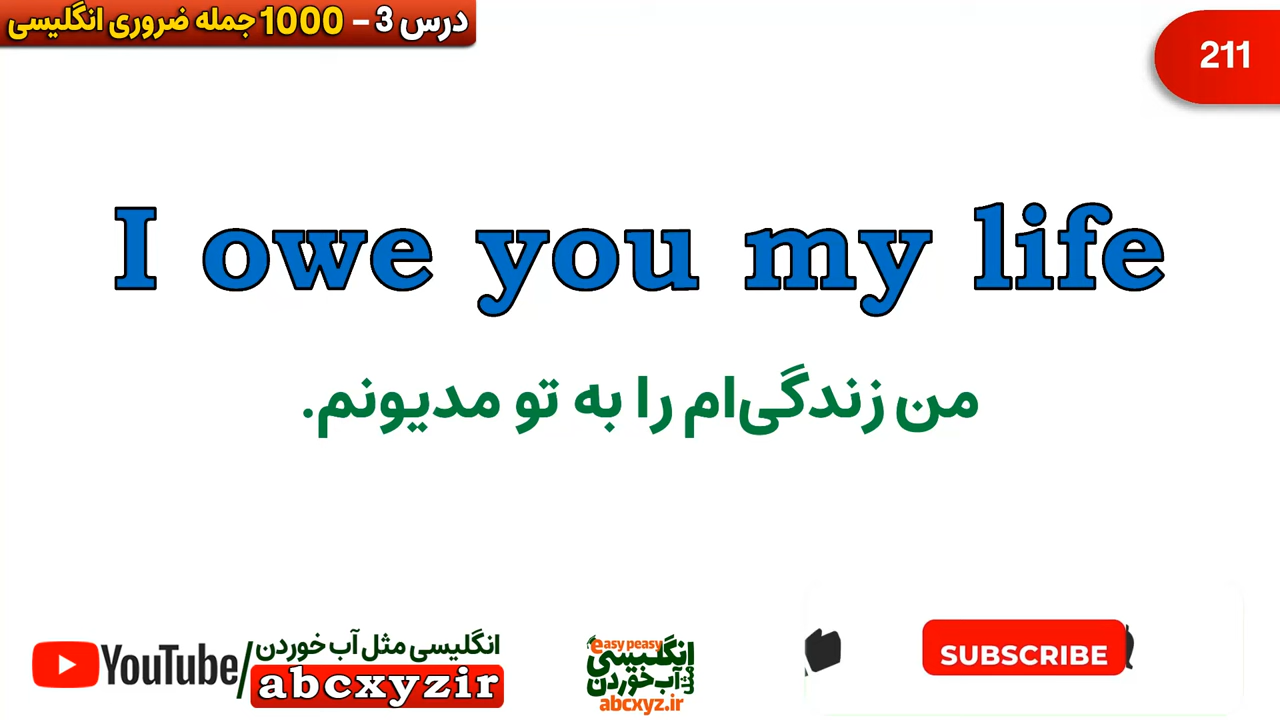 درس 3 – 1000 جمله ضروری انگلیسی
211
I owe you my life
من زندگی‌ام را به تو مدیونم.
YouTube/
انگلیسی مثل آب خوردن
abcxyzir
easy peasy
انگلیسی
مثل
آب خوردن
abcxyz.ir
SUBSCRIBE